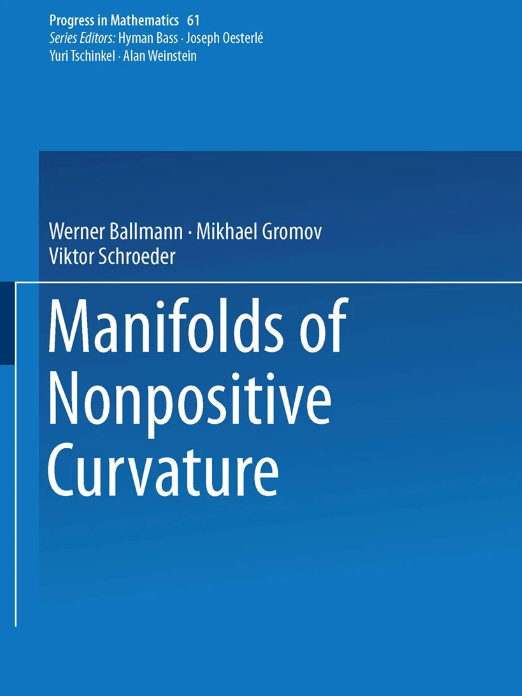 Progress in Mathematics 61
Series Editors: Hyman Bass · Joseph Oesterlé
Yuri Tschinkel · Alan Weinstein
Werner Ballmann · Mikhael Gromov
Viktor Schroeder
Manifolds of
Nonpositive
Curvature